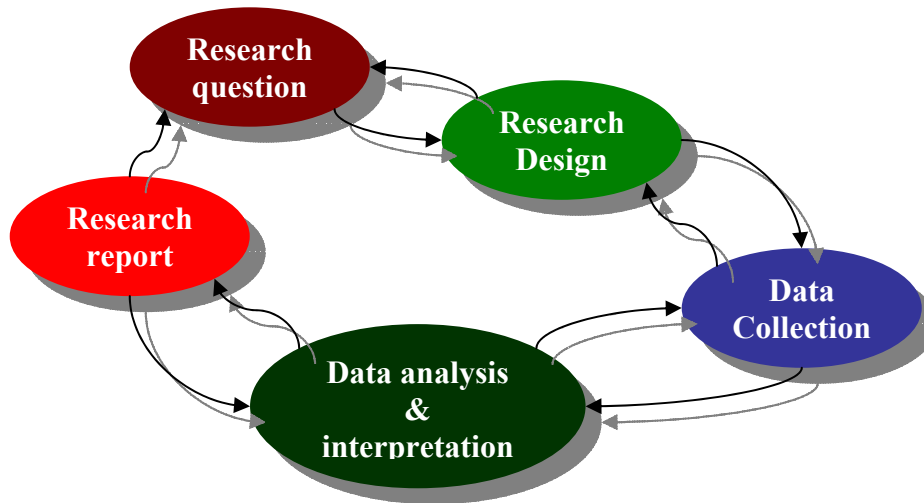 Research
question
Research
Design
Research
report
Data
Collection
Data analysis
&
interpretation